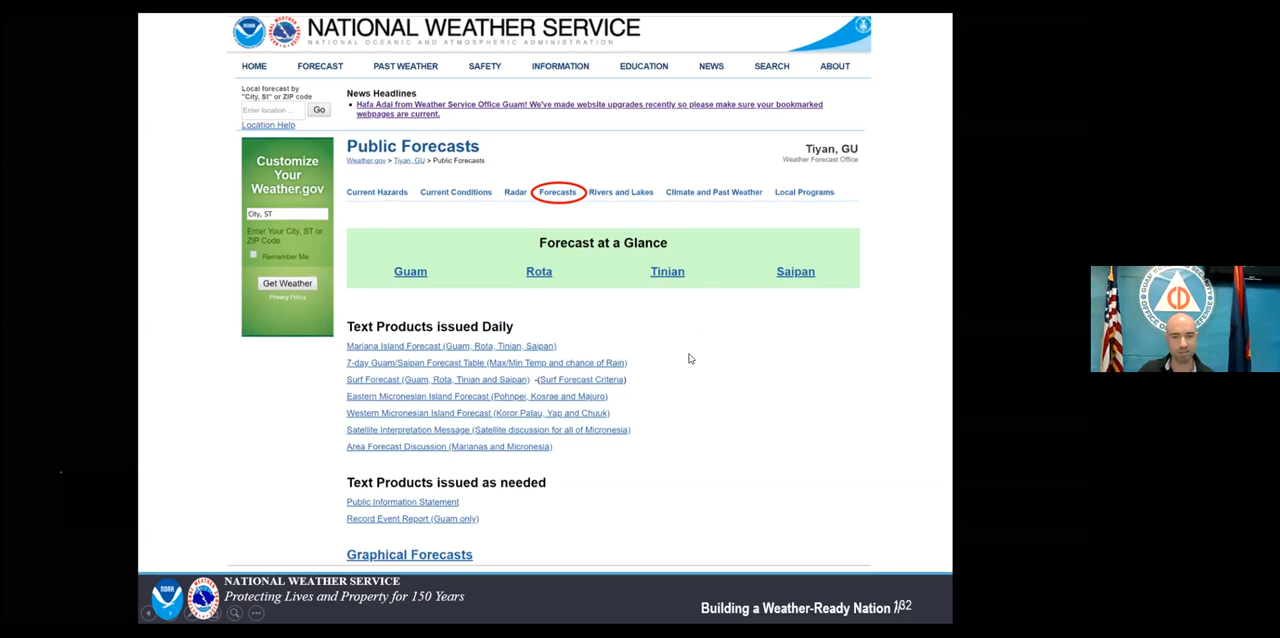 NATIONAL WEATHER SERVICE
NATIONAL OCEANIC AND ATMOSPHERIC ADMINISTRATION
HOME FORECAST PAST WEATHER SAFETY INFORMATION EDUCATION NEWS SEARCH ABOUT
Local forecast by
"City, St" or ZIP code
Enter location ...
Go
Location Help
News Headlines
Hafa Adai from Weather Service Office Guam! We've made website upgrades recently so please make sure your bookmarked
webpages are current.
Customize
Your
Weather.gov
City, ST
Enter Your City, ST or
ZIP Code
Remember Me
Get Weather
Privacy Policy
Public Forecasts
Weather.gov > Tiyan, GU > Public Forecasts
Tiyan, GU
Weather Forecast Office
Current Hazards Current Conditions Radar Forecasts Rivers and Lakes Climate and Past Weather Local Programs
Forecast at a Glance
Guam Rota Tinian Saipan
Text Products issued Daily
Mariana Island Forecast (Guam, Rota, Tinian, Saipan)
7-day Guam/Saipan Forecast Table (Max/Min Temp and chance of Rain)
Surf Forecast (Guam, Rota, Tinian and Saipan) -(Surf Forecast Criteria)
Eastern Micronesian Island Forecast (Pohnpei, Kosrae and Majuro)
Western Micronesian Island Forecast (Koror Palau, Yap and Chuuk)
Satellite Interpretation Message (Satellite discussion for all of Micronesia)
Area Forecast Discussion (Marianas and Micronesia)
Text Products issued as needed
Public Information Statement
Record Event Report (Guam only)
Graphical Forecasts
NOAA
NATIONAL WEATHER SERVICE
Protecting Lives and Property for 150 Years
Building a Weather-Ready Nation